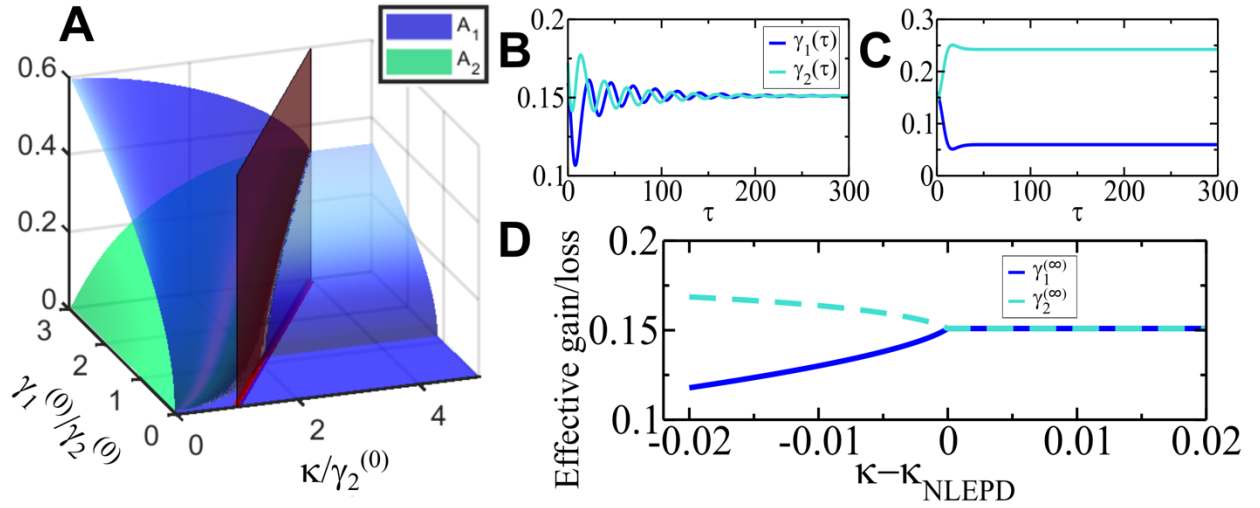 A
A₁
A₂
0.6
0.4
0.2
0
3
2
1
0
0
2
4
γ₁⁽⁰⁾/γ₂⁽⁰⁾
κ/γ₂⁽⁰⁾
B
0.2
0.15
0.1
γ₁(τ)
γ₂(τ)
0 100 200 300
τ
C
0.3
0.2
0.1
0
0 100 200 300
τ
D
Effective gain/loss
0.2
0.15
0.1
γ₁⁽∞⁾
γ₂⁽∞⁾
-0.02 -0.01 0 0.01 0.02
κ−κ_NLEPD